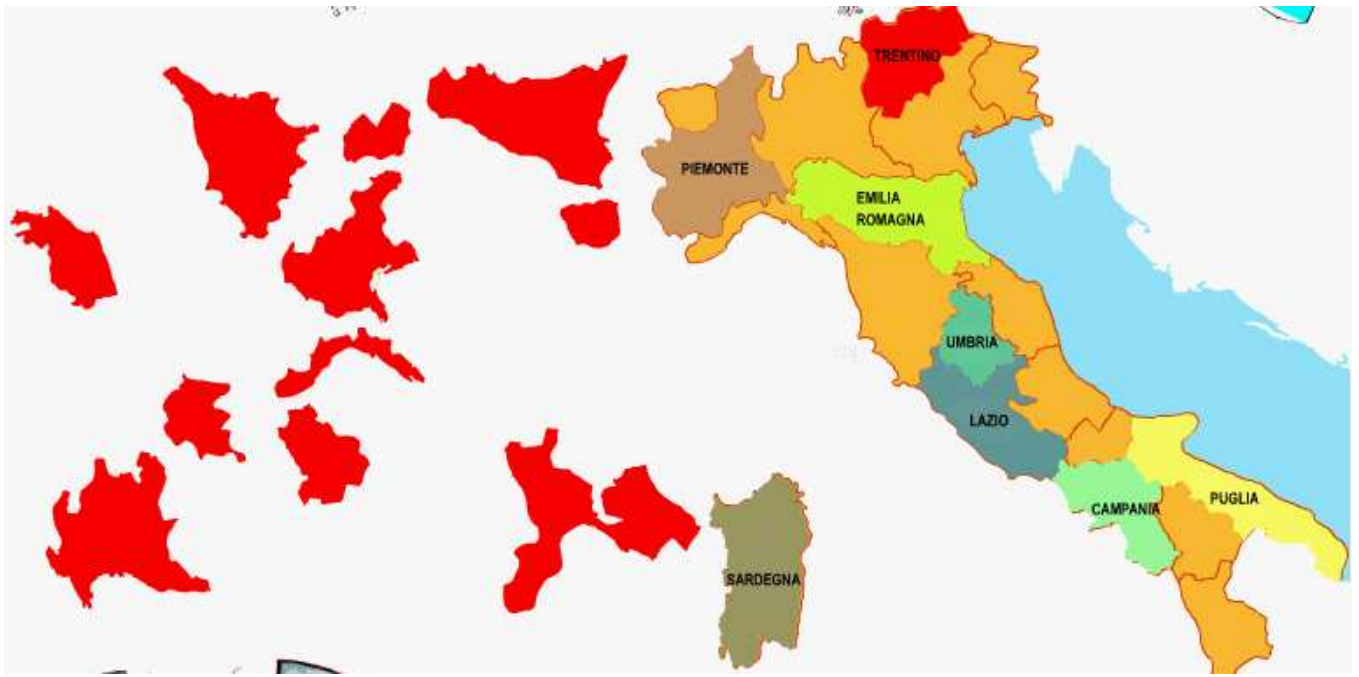 TRENTINO
PIEMONTE
EMILIA
ROMAGNA
UMBRIA
LAZIO
CAMPANIA
PUGLIA
SARDEGNA